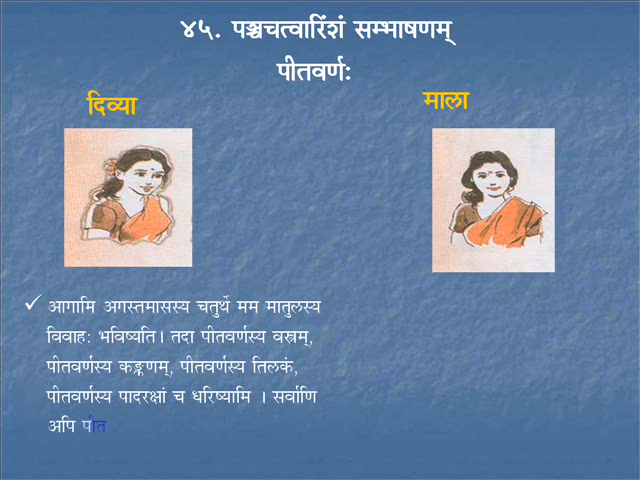 ४५. पञ्चचत्वारिंशं सम्भाषणम्
पीतवर्णः
दिव्या
माला
आगामि अगस्तमासस्य चतुर्थे मम मातुलस्य
विवाहः भविष्यति। तदा पीतवर्णस्य वस्त्रम्,
पीतवर्णस्य कङ्कणम्, पीतवर्णस्य तिलकं,
पीतवर्णस्य पादरक्षां च धरिष्यामि । सर्वाणि
अपि पीत